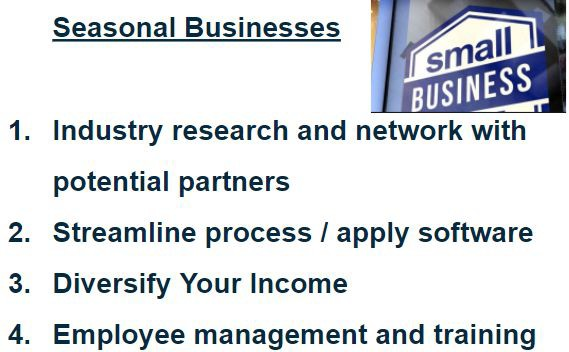 Seasonal Businesses
small
BUSINESS
1. Industry research and network with
potential partners
2. Streamline process / apply software
3. Diversify Your Income
4. Employee management and training